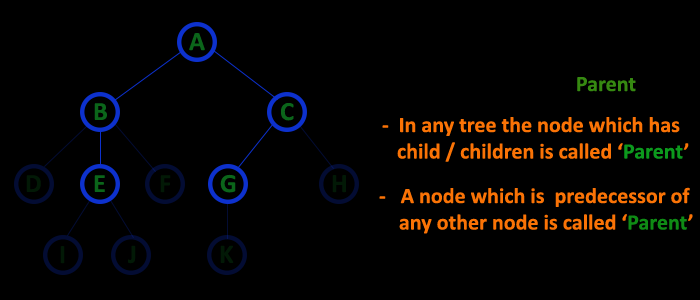 A
B
C
D
E
F
G
H
I
J
K
Parent
- In any tree the node which has
child / children is called ‘Parent’
- A node which is predecessor of
any other node is called ‘Parent’